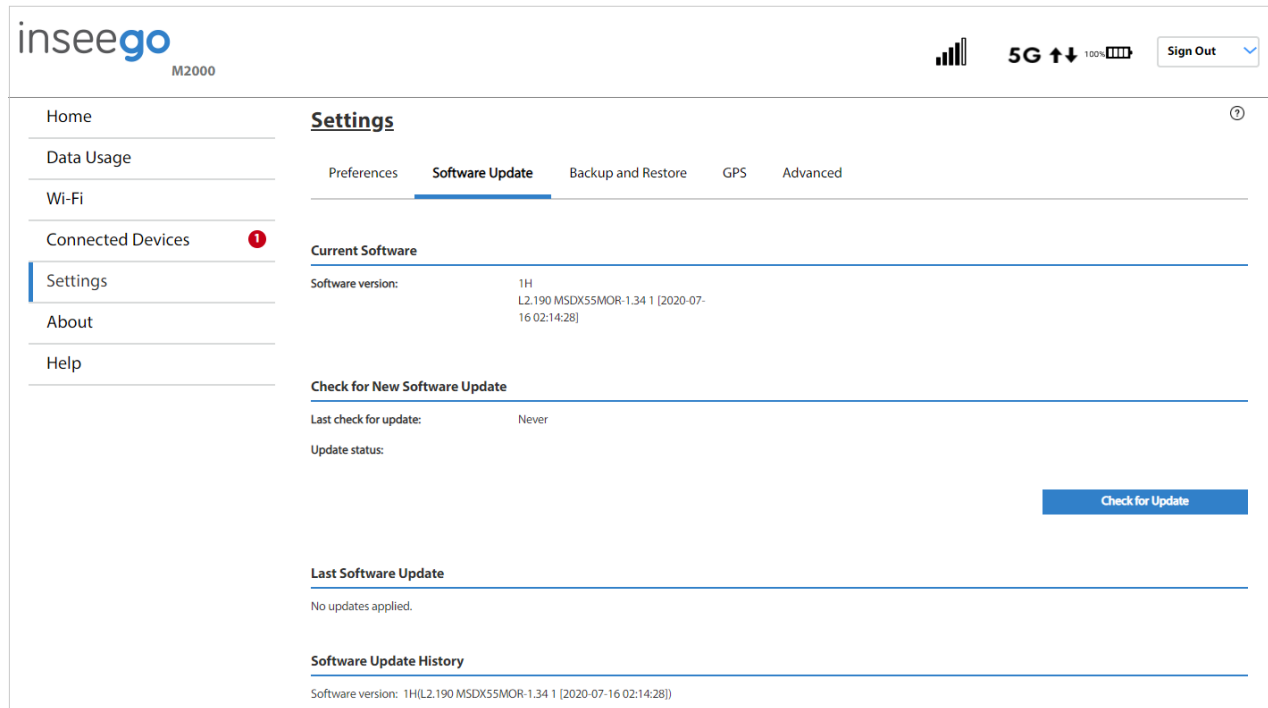 inseego
M2000
5G 100% Sign Out
Home
Data Usage
Wi-Fi
Connected Devices 1
Settings
About
Help
Settings
?
Preferences Software Update Backup and Restore GPS Advanced
Current Software
Software version: 1H
L2.190 MSDX55MOR-1.34 1 [2020-07-
16 02:14:28]
Check for New Software Update
Last check for update: Never
Update status:
Check for Update
Last Software Update
No updates applied.
Software Update History
Software version: 1H(L2.190 MSDX55MOR-1.34 1 [2020-07-16 02:14:28])